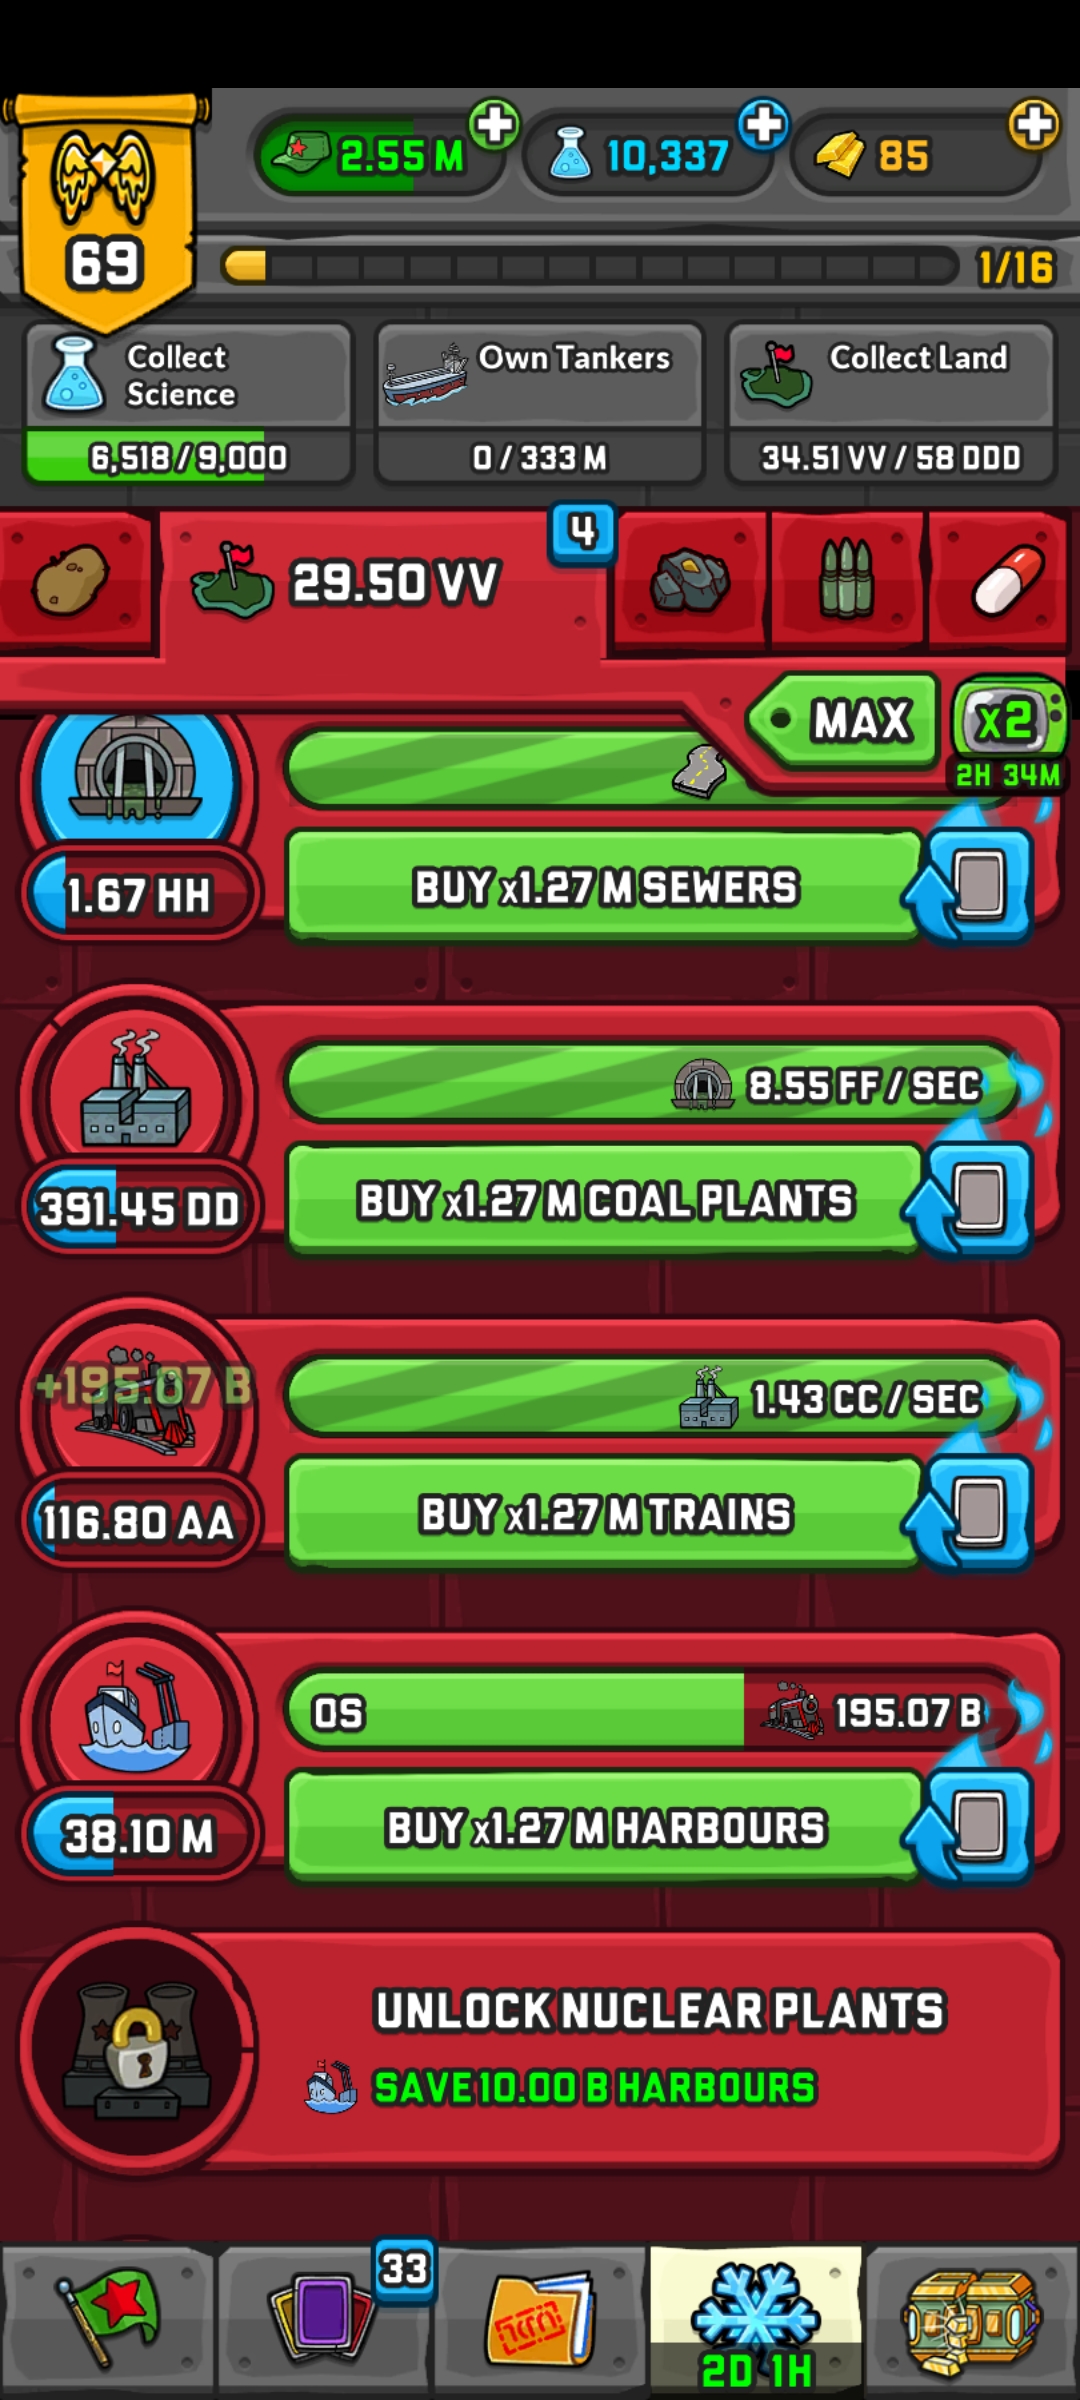 69
2.55 M
10,337
85
1/16
Collect
Science
6,518/9,000
Own Tankers
0/333 M
Collect Land
34.51 VV/58 DDD
29.50 VV
4
MAX
x2
2H 34M
1.67 HH
BUY x1.27 M SEWERS
8.55 FF/SEC
391.45 DD
BUY x1.27 M COAL PLANTS
+195.07 B
1.43 CC/SEC
116.80 AA
BUY x1.27 M TRAINS
0S
195.07 B
38.10 M
BUY x1.27 M HARBOURS
UNLOCK NUCLEAR PLANTS
SAVE 10.00 B HARBOURS
33
2D 1H